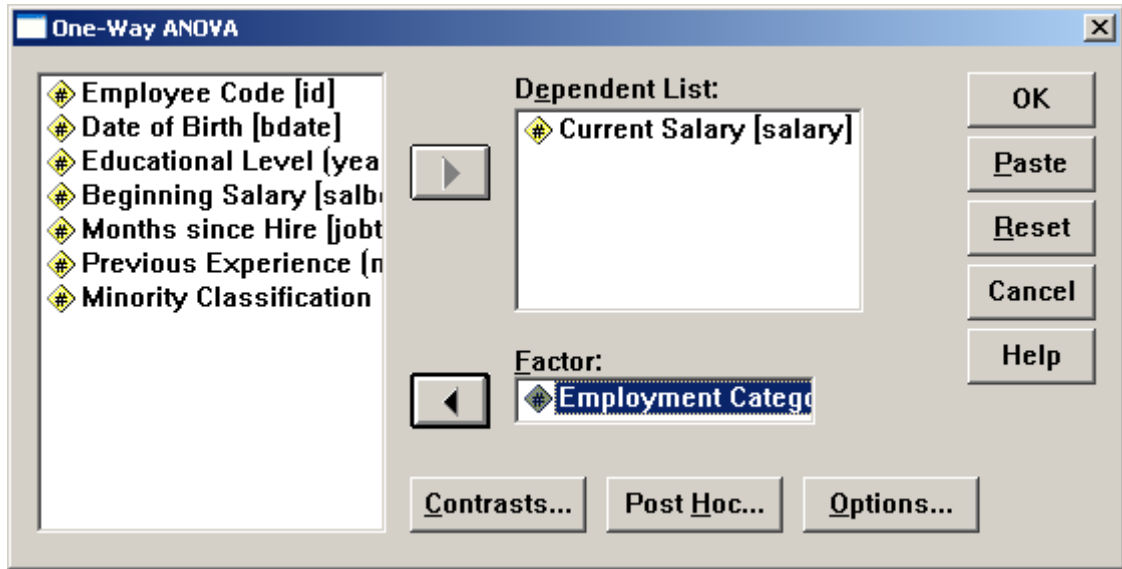 One-Way ANOVA
Employee Code [id]
Date of Birth [bdate]
Educational Level (yea
Beginning Salary [salb
Months since Hire [jobt
Previous Experience (n
Minority Classification
Dependent List:
Current Salary [salary]
Factor:
Employment Catego
OK
Paste
Reset
Cancel
Help
Contrasts...
Post Hoc...
Options...